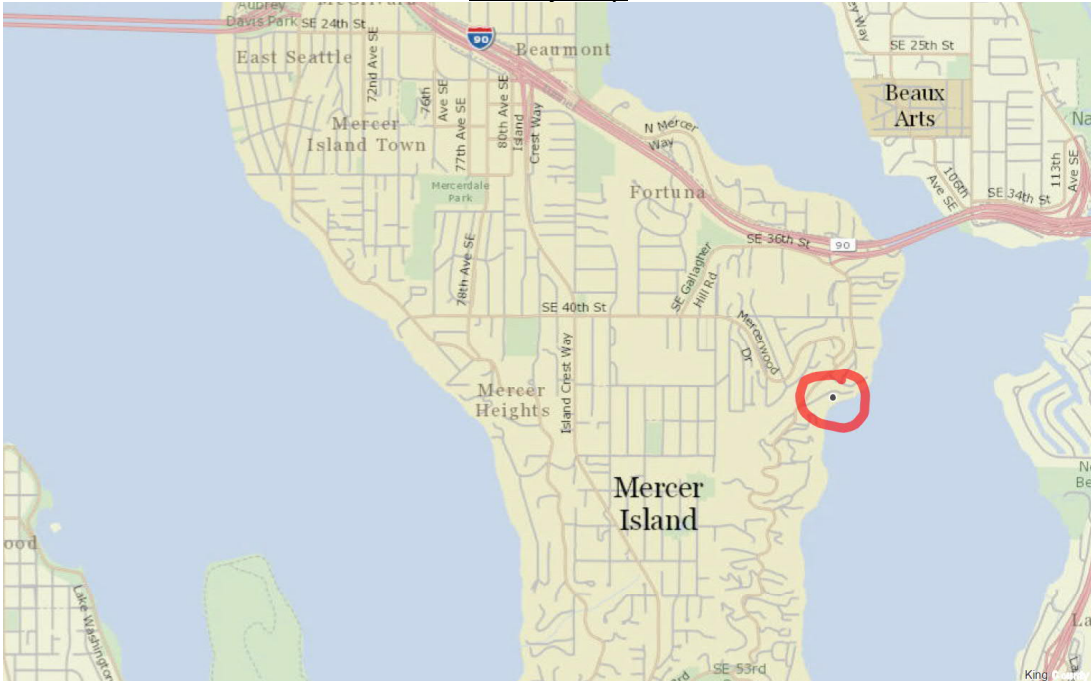 Aubrey
Davis Park
SE 24th St
East Seattle
72nd Ave SE
76th
Ave SE
77th Ave SE
80th Ave SE
Island
Crest Way
90
Beaumont
Mercer
Island Town
Mercerdale
Park
78th Ave SE
N Mercer
Way
Fortuna
SE 36th St
90
SE Gallagher
Hill Rd
SE 40th St
Mercerwood
Dr
Island Crest Way
Mercer
Heights
Mercer
Island
SE 53rd
SE 25th St
Beaux
Arts
106th
Ave SE
113th
Ave SE
SE 34th St
Lake Washington
King County